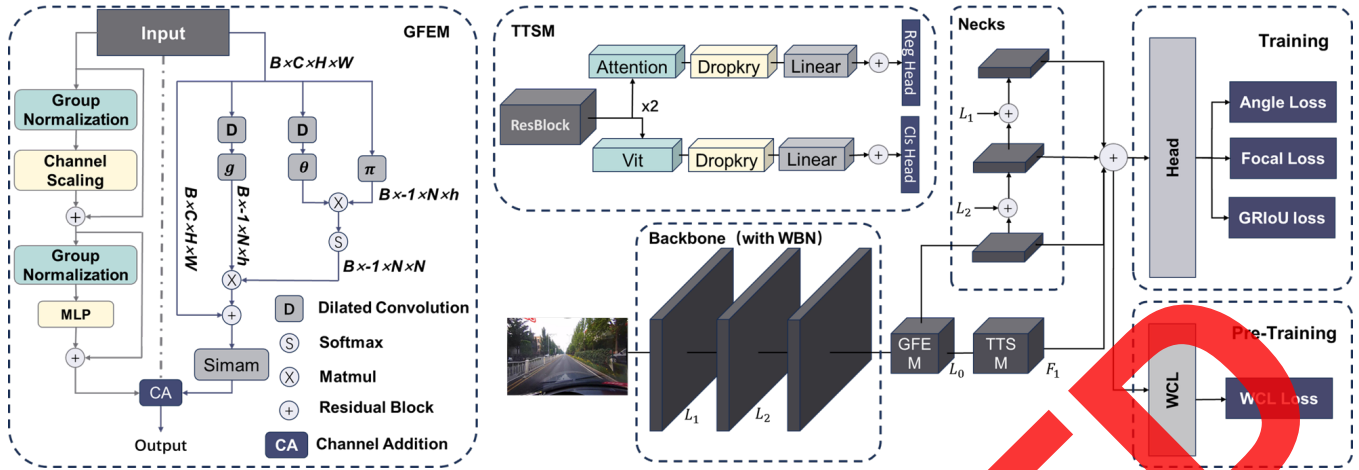 Input
GFEM
B×C×H×W
Group
Normalization
Channel
Scaling
+
Group
Normalization
MLP
+
D
D
g
θ
π
B×C×H×W
B×-1×N×h
B×-1×N×h
X
S
B×-1×N×N
X
+
Simam
CA
Output
D Dilated Convolution
S Softmax
X Matmul
+ Residual Block
CA Channel Addition
TTSM
ResBlock
x2
Attention
Dropkry
Linear
+
Reg Head
Vit
Dropkry
Linear
+
Cls Head
Backbone (with WBN)
L1
L2
GFE
M
L0
TTS
M
F1
Necks
L1
+
L2
+
+
Training
Head
Angle Loss
Focal Loss
GRIoU loss
Pre-Training
WCL
WCL Loss